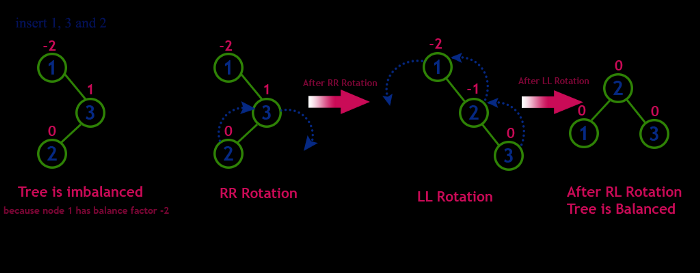 insert 1, 3 and 2
-2
1
1
3
0
2
Tree is imbalanced
because node 1 has balance factor -2
-2
1
1
3
0
2
RR Rotation
After RR Rotation
-2
1
-1
2
0
3
LL Rotation
After LL Rotation
0
2
0
1
0
3
After RL Rotation
Tree is Balanced